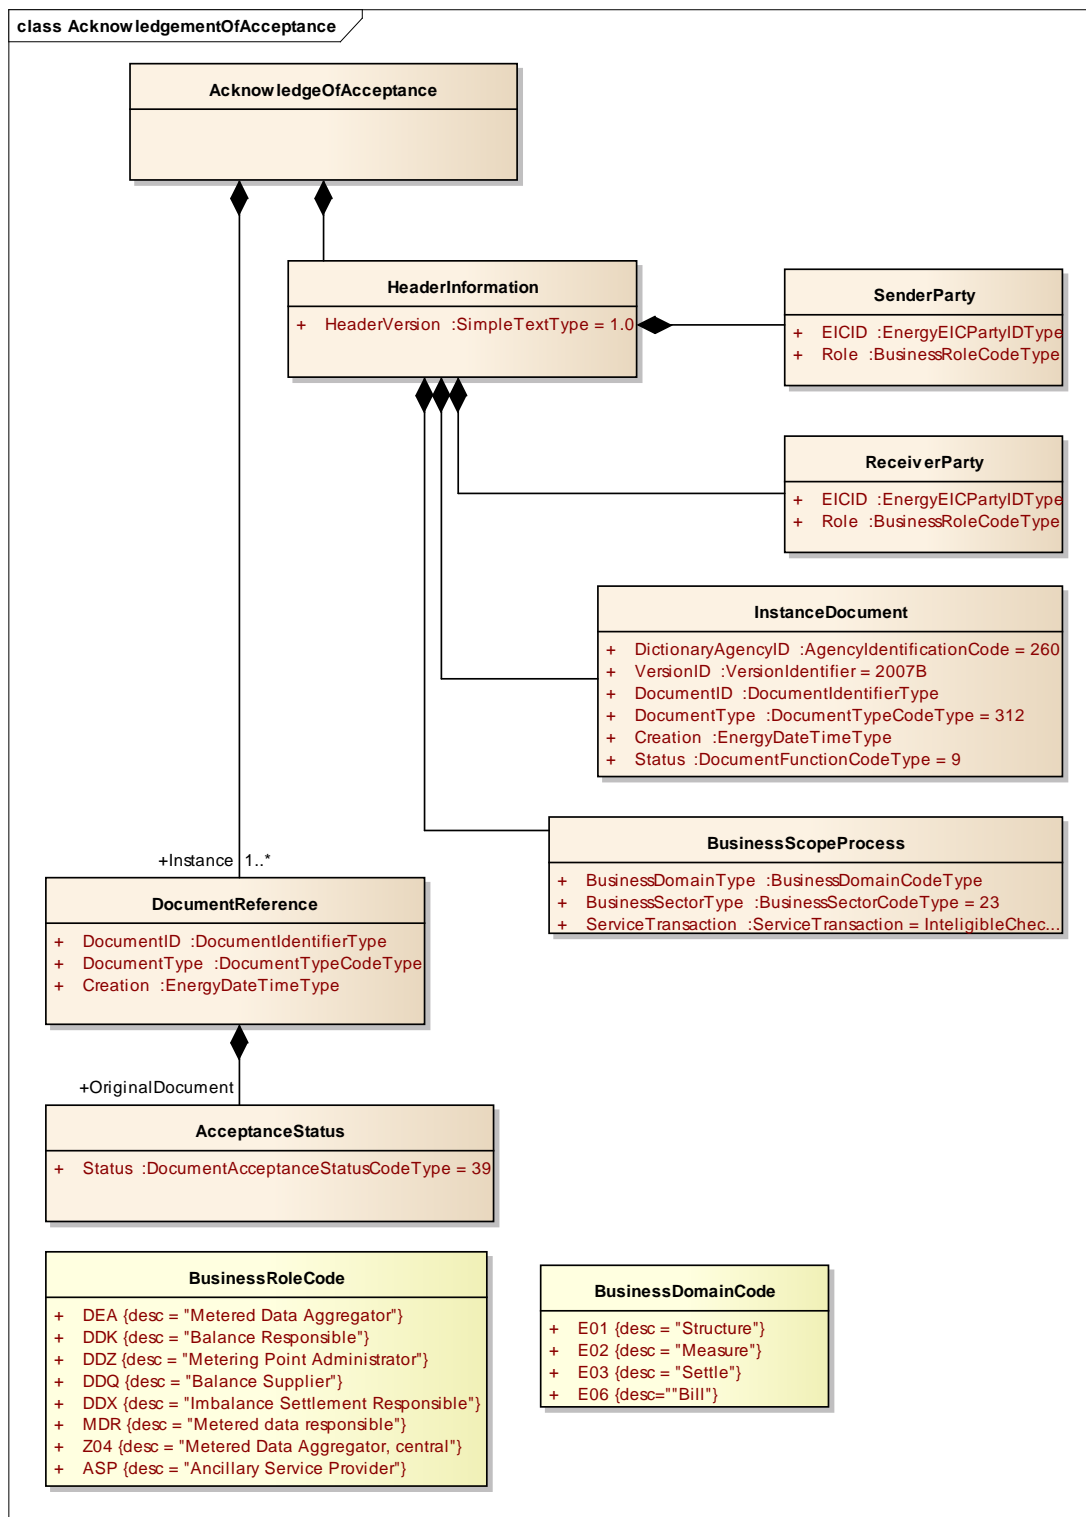 class AcknowledgementOfAcceptance
AcknowledgeOfAcceptance
HeaderInformation
+ HeaderVersion :SimpleTextType = 1.0
SenderParty
+ EICID :EnergyEICPartyIDType
+ Role :BusinessRoleCodeType
ReceiverParty
+ EICID :EnergyEICPartyIDType
+ Role :BusinessRoleCodeType
InstanceDocument
+ DictionaryAgencyID :AgencyIdentificationCode = 260
+ VersionID :VersionIdentifier = 2007B
+ DocumentID :DocumentIdentifierType
+ DocumentType :DocumentTypeCodeType = 312
+ Creation :EnergyDateTimeType
+ Status :DocumentFunctionCodeType = 9
BusinessScopeProcess
+ BusinessDomainType :BusinessDomainCodeType
+ BusinessSectorType :BusinessSectorCodeType = 23
+ ServiceTransaction :ServiceTransaction = InteligibleChec...
+Instance 1..*
DocumentReference
+ DocumentID :DocumentIdentifierType
+ DocumentType :DocumentTypeCodeType
+ Creation :EnergyDateTimeType
+OriginalDocument
AcceptanceStatus
+ Status :DocumentAcceptanceStatusCodeType = 39
BusinessRoleCode
+ DEA {desc = "Metered Data Aggregator"}
+ DDK {desc = "Balance Responsible"}
+ DDZ {desc = "Metering Point Administrator"}
+ DDQ {desc = "Balance Supplier"}
+ DDX {desc = "Imbalance Settlement Responsible"}
+ MDR {desc = "Metered data responsible"}
+ Z04 {desc = "Metered Data Aggregator, central"}
+ ASP {desc = "Ancillary Service Provider"}
BusinessDomainCode
+ E01 {desc = "Structure"}
+ E02 {desc = "Measure"}
+ E03 {desc = "Settle"}
+ E06 {desc=""Bill"}